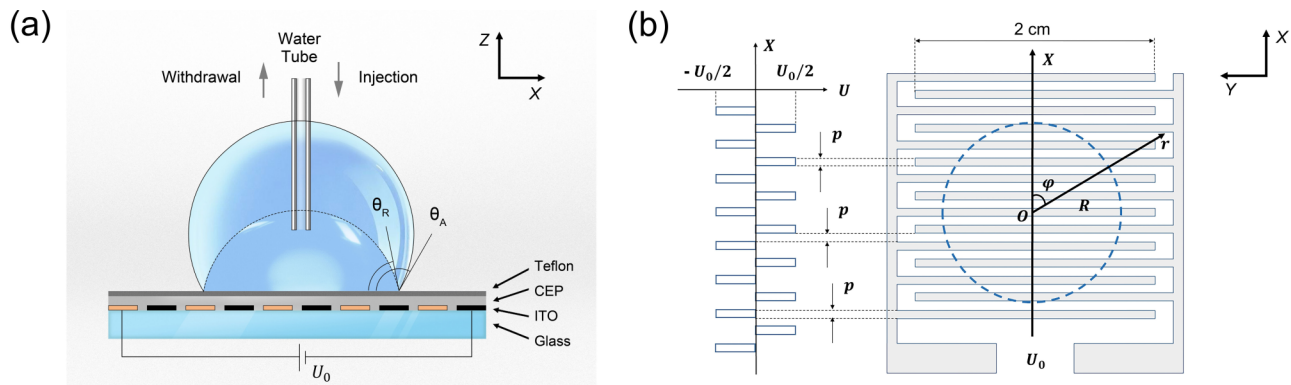 (a)
Water
Tube
Withdrawal
Injection
Z
X
θR
θA
Teflon
CEP
ITO
Glass
U0
(b)
X
- U0/2
U0/2
U
p
p
p
2 cm
X
X
Y
r
φ
O
R
U0